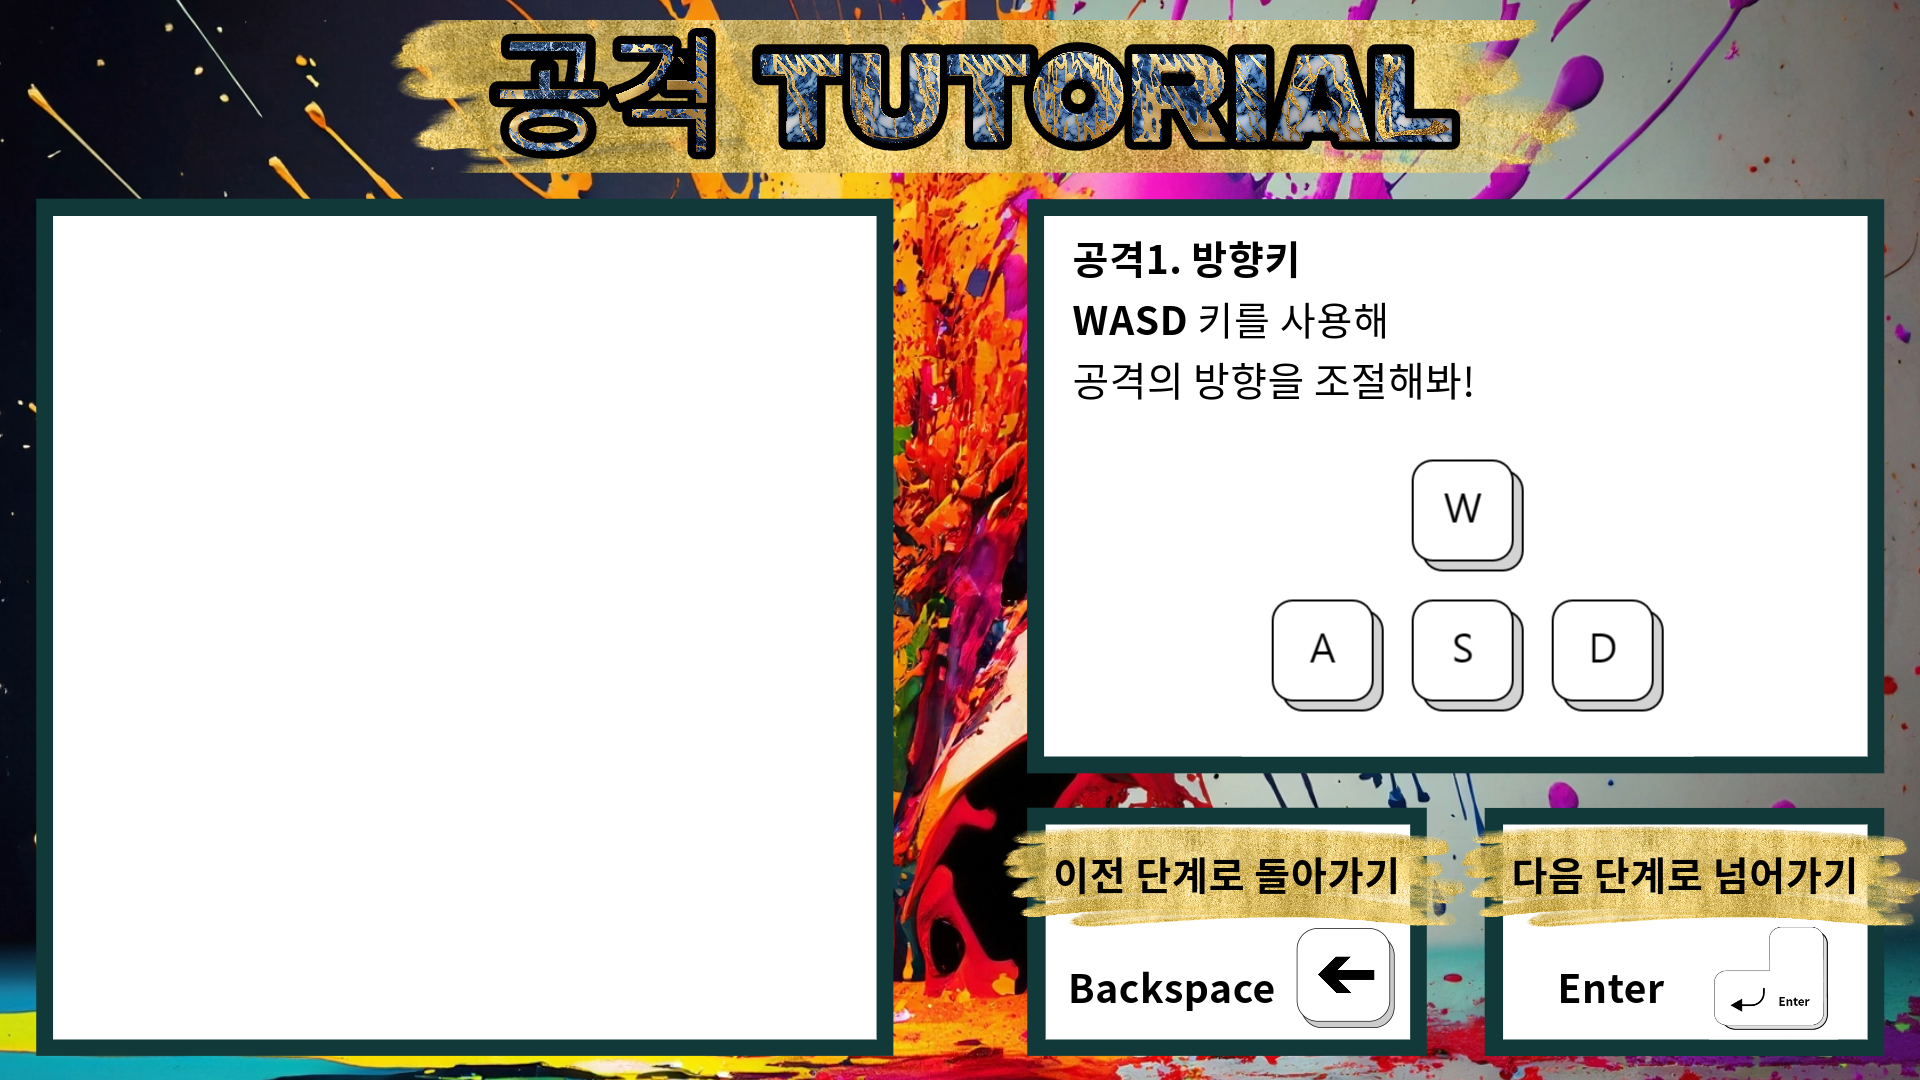 공격 TUTORIAL
공격1. 방향키
WASD 키를 사용해
공격의 방향을 조절해봐!
W
A S D
이전 단계로 돌아가기
Backspace
다음 단계로 넘어가기
Enter
Enter